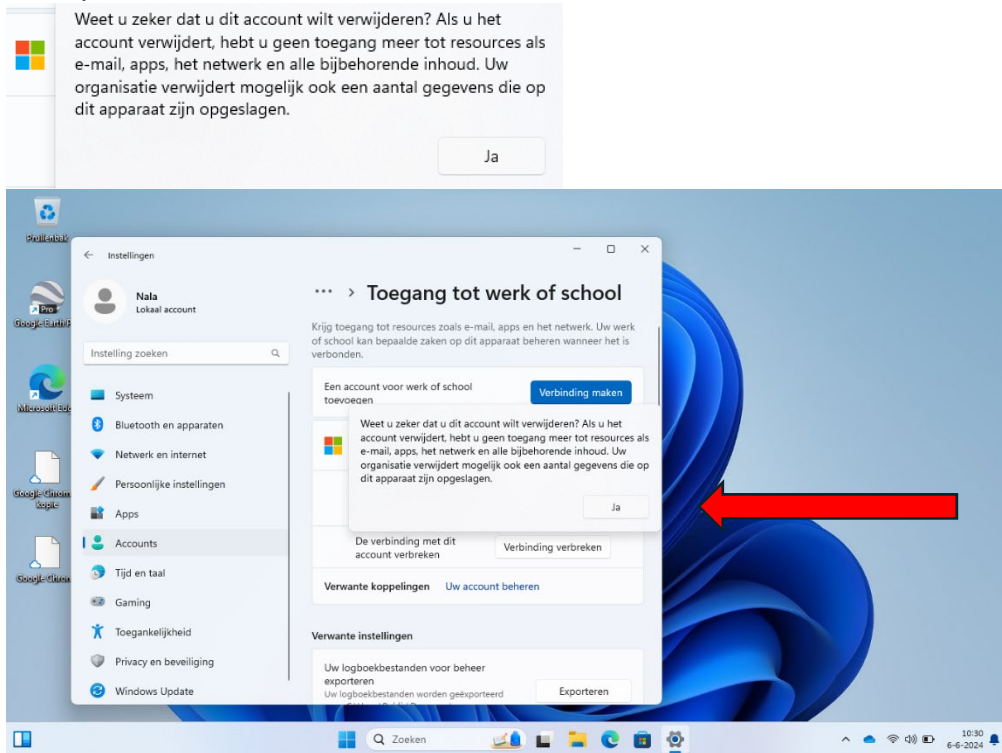 Weet u zeker dat u dit account wilt verwijderen? Als u het
account verwijdert, hebt u geen toegang meer tot resources als
e-mail, apps, het netwerk en alle bijbehorende inhoud. Uw
organisatie verwijdert mogelijk ook een aantal gegevens die op
dit apparaat zijn opgeslagen.
Ja
Prullenbak
Pro
Google Earth P
Microsoft Edg
Google Chrom
kopie
Google Chrom
Instellingen
Nala
Lokaal account
Instelling zoeken
Systeem
Bluetooth en apparaten
Netwerk en internet
Persoonlijke instellingen
Apps
Accounts
Tijd en taal
Gaming
Toegankelijkheid
Privacy en beveiliging
Windows Update
... > Toegang tot werk of school
Krijg toegang tot resources zoals e-mail, apps en het netwerk. Uw werk
of school kan bepaalde zaken op dit apparaat beheren wanneer het is
verbonden.
Een account voor werk of school
toevoegen
Verbinding maken
Weet u zeker dat u dit account wilt verwijderen? Als u het
account verwijdert, hebt u geen toegang meer tot resources als
e-mail, apps, het netwerk en alle bijbehorende inhoud. Uw
organisatie verwijdert mogelijk ook een aantal gegevens die op
dit apparaat zijn opgeslagen.
Ja
De verbinding met dit
account verbreken
Verbinding verbreken
Verwante koppelingen Uw account beheren
Verwante instellingen
Uw logboekbestanden voor beheer
exporteren
Uw logboekbestanden worden geëxporteerd
Exporteren
Zoeken
10:30
6-6-2024